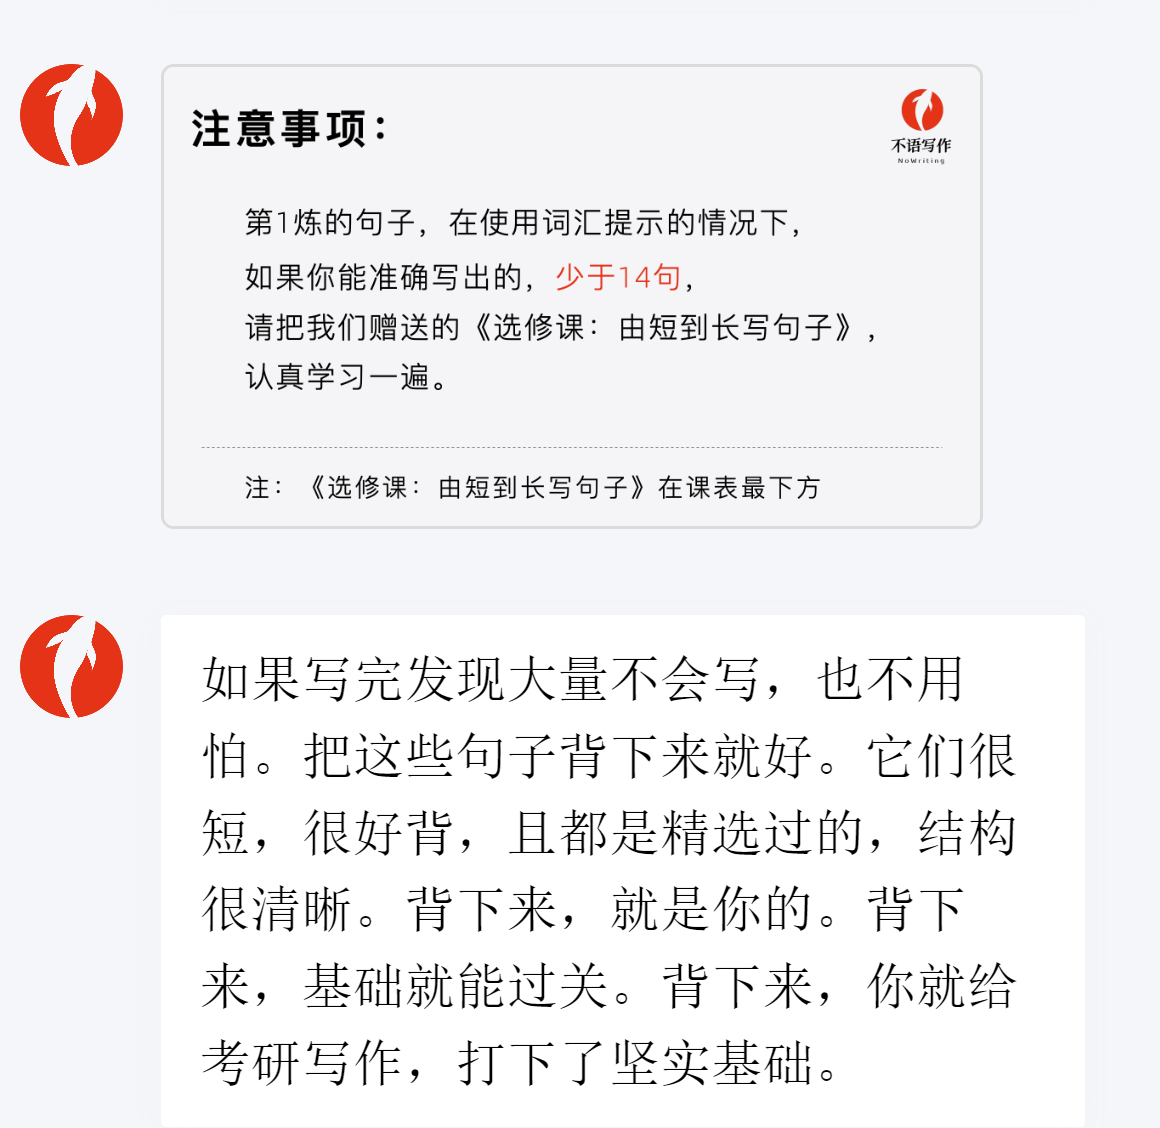 注意事项：
不语写作
NoWriting
第1炼的句子，在使用词汇提示的情况下，
如果你能准确写出的，少于14句，
请把我们赠送的《选修课：由短到长写句子》，
认真学习一遍。
注：《选修课：由短到长写句子》在课表最下方
如果写完发现大量不会写，也不用
怕。把这些句子背下来就好。它们很
短，很好背，且都是精选过的，结构
很清晰。背下来，就是你的。背下
来，基础就能过关。背下来，你就给
考研写作，打下了坚实基础。